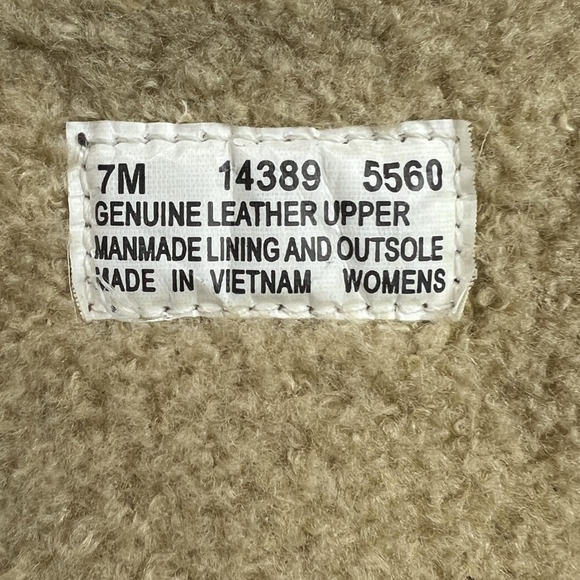 7M 14389 5560
GENUINE LEATHER UPPER
MANMADE LINING AND OUTSOLE
MADE IN VIETNAM WOMENS